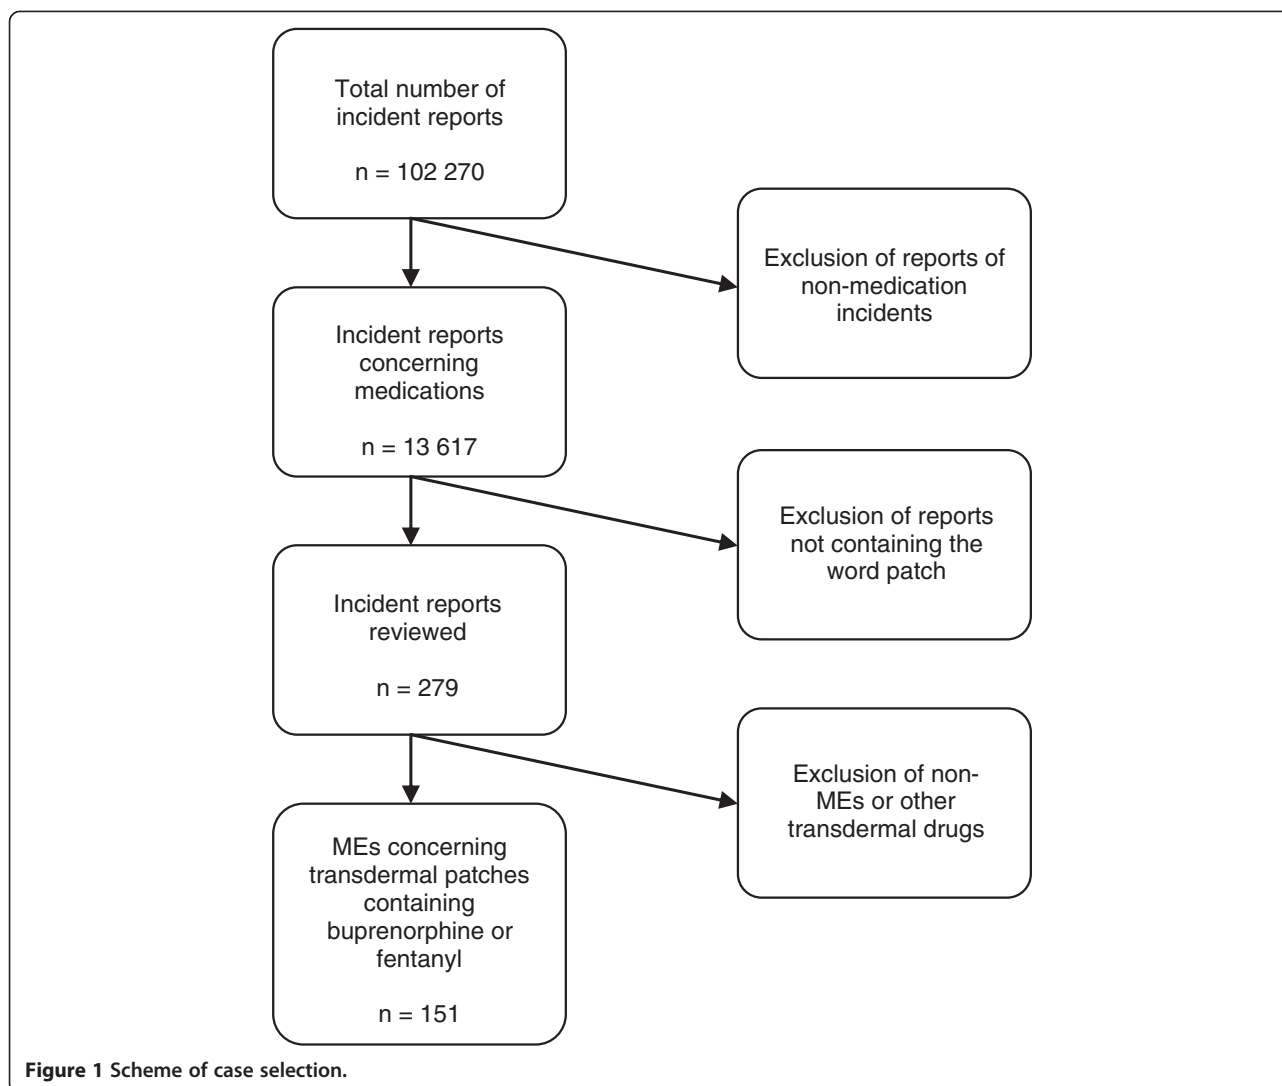 Total number of
incident reports
n = 102 270
Exclusion of reports of
non-medication
incidents
Incident reports
concerning
medications
n = 13 617
Exclusion of reports
not containing the
word patch
Incident reports
reviewed
n = 279
Exclusion of non-
MEs or other
transdermal drugs
MEs concerning
transdermal patches
containing
buprenorphine or
fentanyl
n = 151
Figure 1 Scheme of case selection.